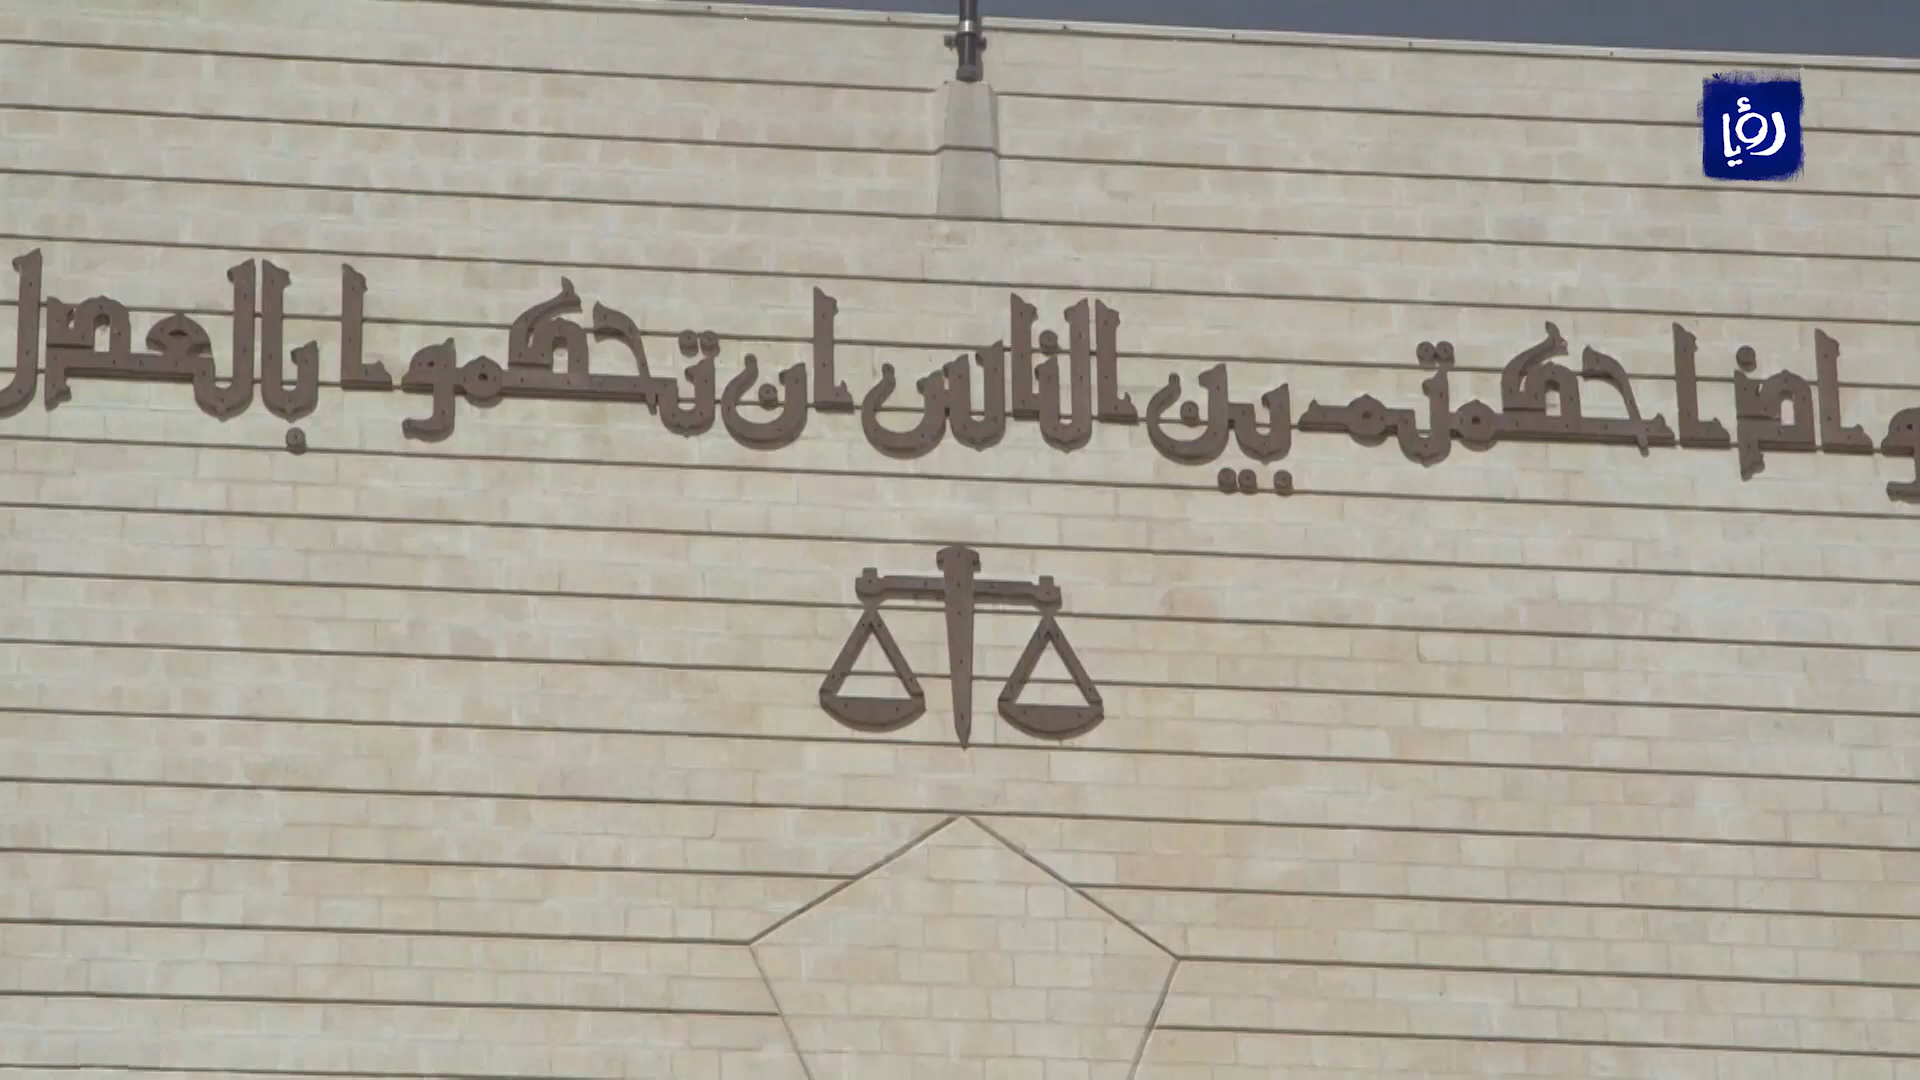 رؤيا
واذا حكمتم بين الناس ان تحكموا بالعدل